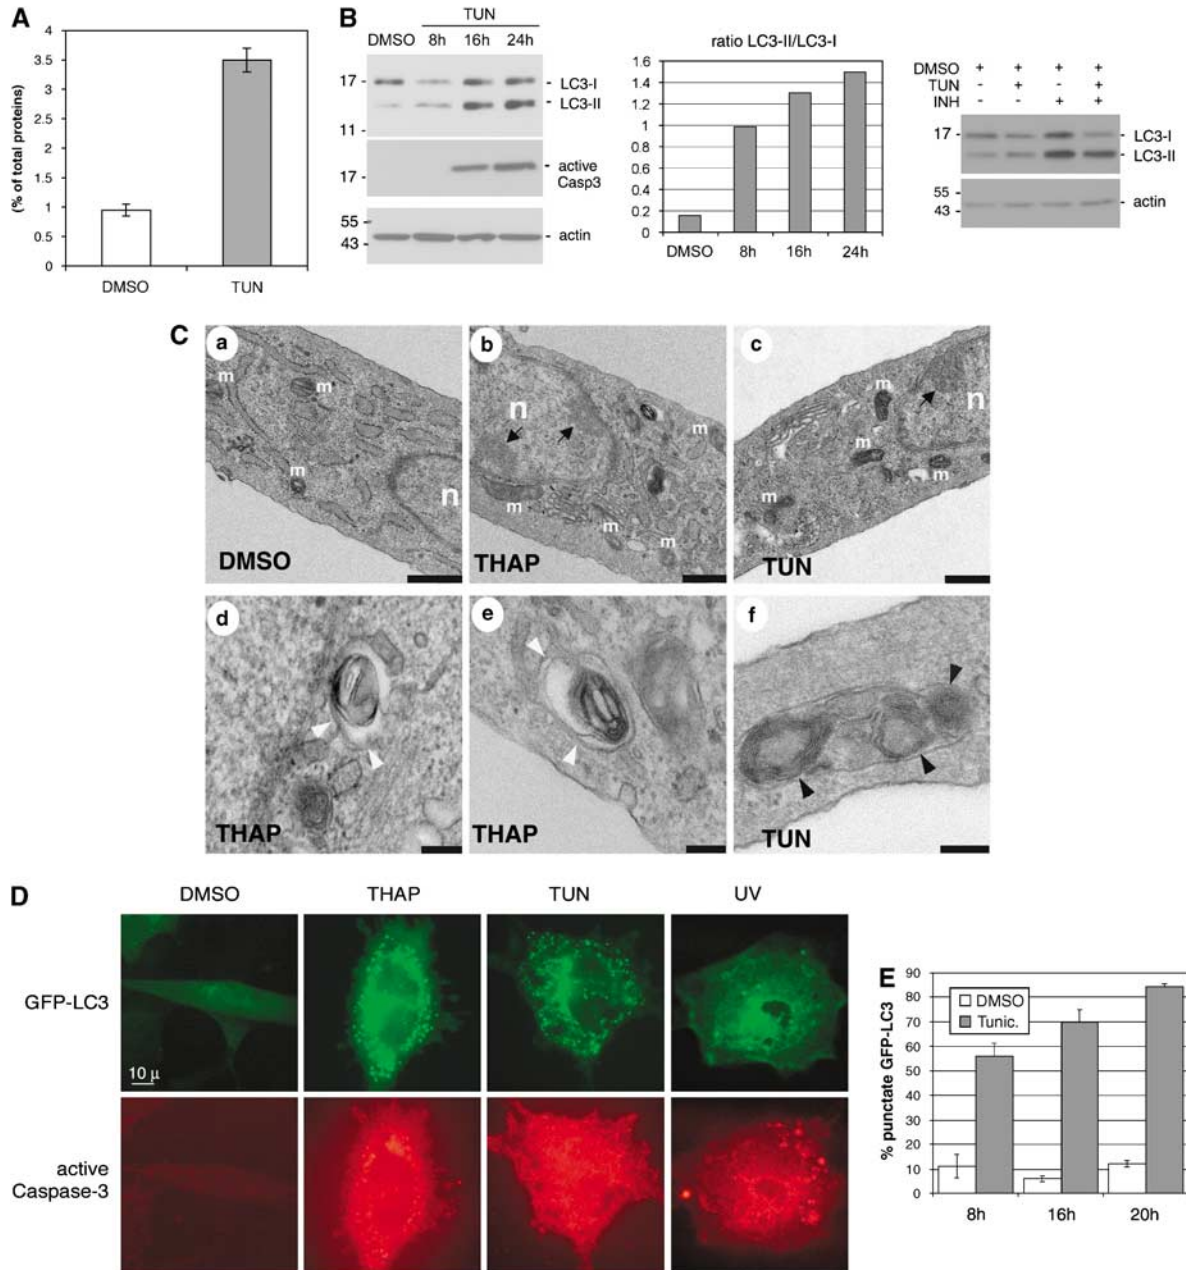 A
(% of total proteins)
4
3.5
3
2.5
2
1.5
1
0.5
0
DMSO TUN
B
TUN
DMSO 8h 16h 24h
17 - - LC3-I
- LC3-II
11 -
17 - - active
Casp3
55 -
43 - - actin
ratio LC3-II/LC3-I
1.6
1.4
1.2
1
0.8
0.6
0.4
0.2
0
DMSO 8h 16h 24h
DMSO + + + +
TUN - + - +
INH - - + +
17 - - LC3-I
- LC3-II
55 -
43 - - actin
C
a
m
m
m
n
DMSO
b
n
m
m
m
m
THAP
c
m
n
m
m
m
TUN
d
THAP
e
THAP
f
TUN
D
DMSO THAP TUN UV
GFP-LC3
10 μ
active
Caspase-3
E
% punctate GFP-LC3
90
80
70
60
50
40
30
20
10
0
DMSO
Tunic.
8h 16h 20h